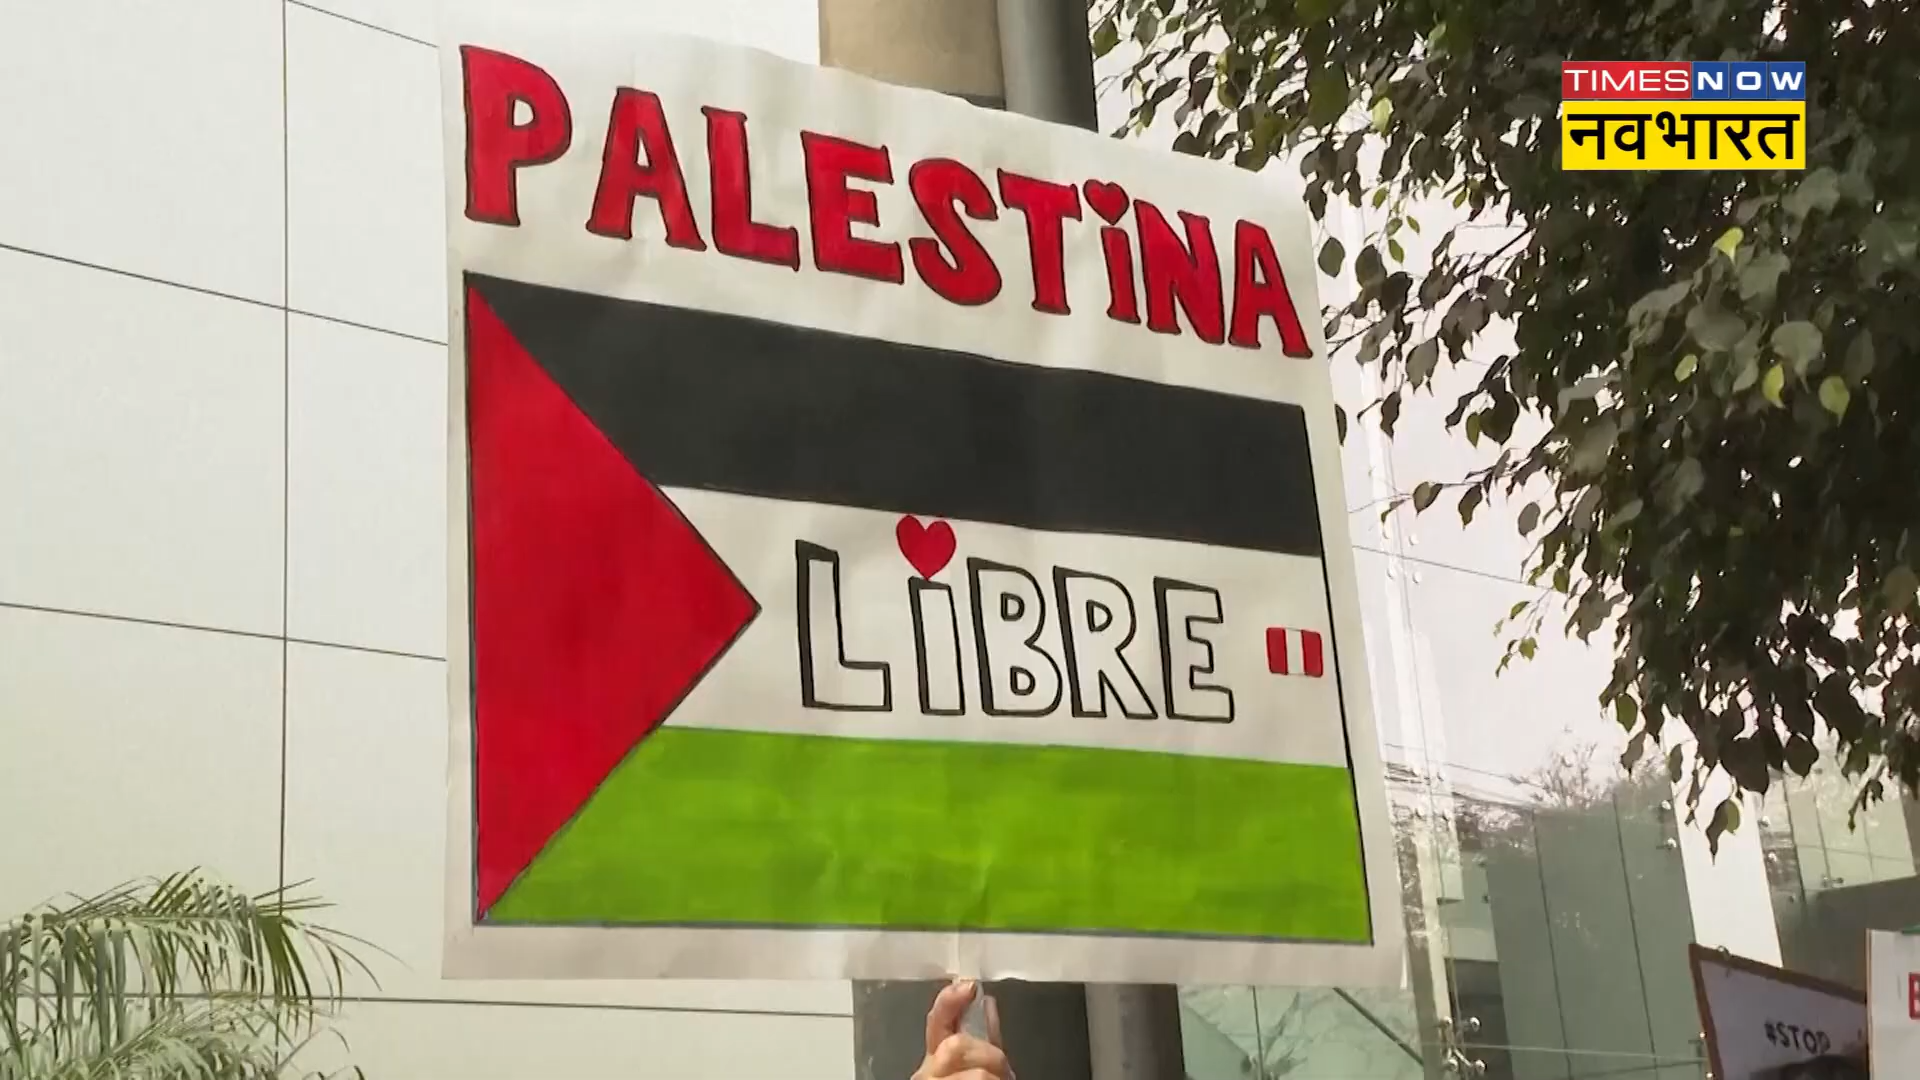 TIMES NOW
नवभारत
PALESTiNA
LiBRE
#STOP